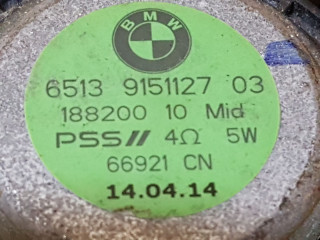 BMW
6513 9151127 03
188200 10 Mid
PSS// 4Ω 5W
66921 CN
14.04.14